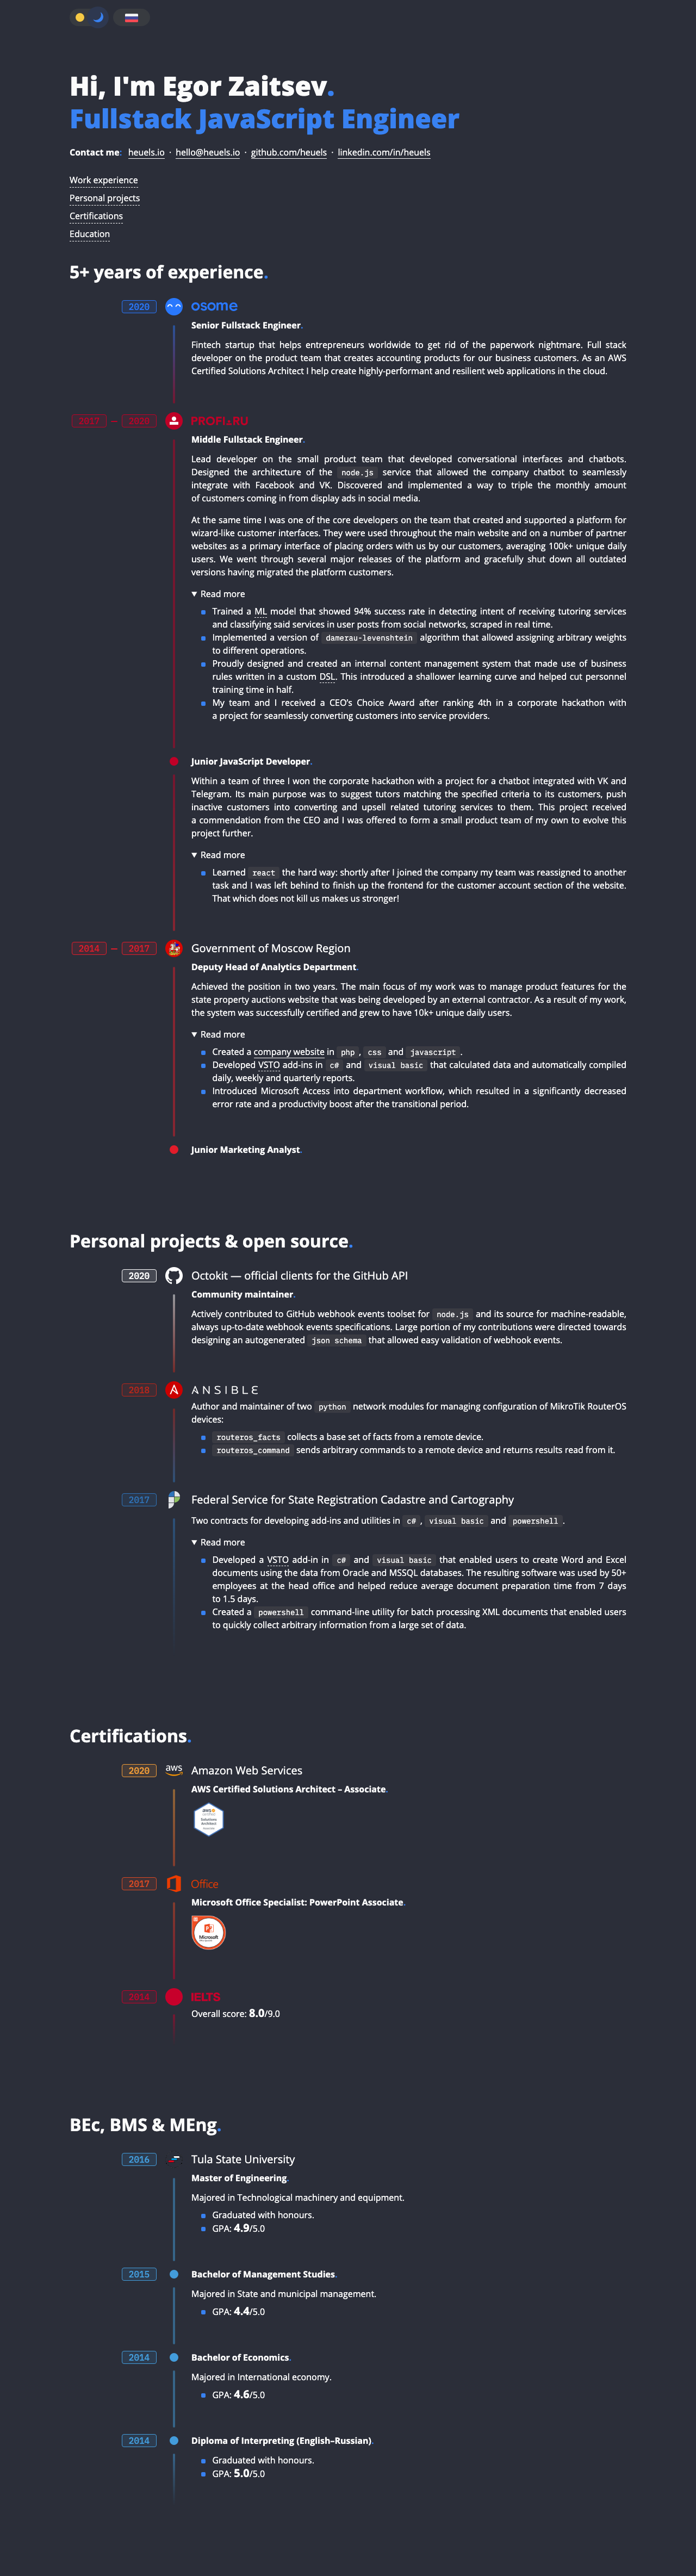 Hi, I'm Egor Zaitsev.
Fullstack JavaScript Engineer
Contact me: heuels.io · hello@heuels.io · github.com/heuels · linkedin.com/in/heuels
Work experience
Personal projects
Certifications
Education
5+ years of experience.
2020 osome
Senior Fullstack Engineer.
Fintech startup that helps entrepreneurs worldwide to get rid of the paperwork nightmare. Full stack
developer on the product team that creates accounting products for our business customers. As an AWS
Certified Solutions Architect I help create highly-performant and resilient web applications in the cloud.
2017 — 2020 PROFI.RU
Middle Fullstack Engineer.
Lead developer on the small product team that developed conversational interfaces and chatbots.
Designed the architecture of the node.js service that allowed the company chatbot to seamlessly
integrate with Facebook and VK. Discovered and implemented a way to triple the monthly amount
of customers coming in from display ads in social media.
At the same time I was one of the core developers on the team that created and supported a platform for
wizard-like customer interfaces. They were used throughout the main website and on a number of partner
websites as a primary interface of placing orders with us by our customers, averaging 100k+ unique daily
users. We went through several major releases of the platform and gracefully shut down all outdated
versions having migrated the platform customers.
▼ Read more
Trained a ML model that showed 94% success rate in detecting intent of receiving tutoring services
and classifying said services in user posts from social networks, scraped in real time.
Implemented a version of damerau-levenshtein algorithm that allowed assigning arbitrary weights
to different operations.
Proudly designed and created an internal content management system that made use of business
rules written in a custom DSL. This introduced a shallower learning curve and helped cut personnel
training time in half.
My team and I received a CEO's Choice Award after ranking 4th in a corporate hackathon with
a project for seamlessly converting customers into service providers.
Junior JavaScript Developer.
Within a team of three I won the corporate hackathon with a project for a chatbot integrated with VK and
Telegram. Its main purpose was to suggest tutors matching the specified criteria to its customers, push
inactive customers into converting and upsell related tutoring services to them. This project received
a commendation from the CEO and I was offered to form a small product team of my own to evolve this
project further.
▼ Read more
Learned react the hard way: shortly after I joined the company my team was reassigned to another
task and I was left behind to finish up the frontend for the customer account section of the website.
That which does not kill us makes us stronger!
2014 — 2017 Government of Moscow Region
Deputy Head of Analytics Department.
Achieved the position in two years. The main focus of my work was to manage product features for the
state property auctions website that was being developed by an external contractor. As a result of my work,
the system was successfully certified and grew to have 10k+ unique daily users.
▼ Read more
Created a company website in php, css and javascript.
Developed VSTO add-ins in c# and visual basic that calculated data and automatically compiled
daily, weekly and quarterly reports.
Introduced Microsoft Access into department workflow, which resulted in a significantly decreased
error rate and a productivity boost after the transitional period.
Junior Marketing Analyst.
Personal projects & open source.
2020 Octokit — official clients for the GitHub API
Community maintainer.
Actively contributed to GitHub webhook events toolset for node.js and its source for machine-readable,
always up-to-date webhook events specifications. Large portion of my contributions were directed towards
designing an autogenerated json schema that allowed easy validation of webhook events.
2018 ANSIBLE
Author and maintainer of two python network modules for managing configuration of MikroTik RouterOS
devices:
routeros_facts collects a base set of facts from a remote device.
routeros_command sends arbitrary commands to a remote device and returns results read from it.
2017 Federal Service for State Registration Cadastre and Cartography
Two contracts for developing add-ins and utilities in c#, visual basic and powershell.
▼ Read more
Developed a VSTO add-in in c# and visual basic that enabled users to create Word and Excel
documents using the data from Oracle and MSSQL databases. The resulting software was used by 50+
employees at the head office and helped reduce average document preparation time from 7 days
to 1.5 days.
Created a powershell command-line utility for batch processing XML documents that enabled users
to quickly collect arbitrary information from a large set of data.
Certifications.
2020 aws Amazon Web Services
AWS Certified Solutions Architect – Associate.
aws
certified
Solutions
Architect
2017 Office
Microsoft Office Specialist: PowerPoint Associate.
Microsoft
2014 IELTS
Overall score: 8.0/9.0
BEc, BMS & MEng.
2016 Tula State University
Master of Engineering.
Majored in Technological machinery and equipment.
Graduated with honours.
GPA: 4.9/5.0
2015 Bachelor of Management Studies.
Majored in State and municipal management.
GPA: 4.4/5.0
2014 Bachelor of Economics.
Majored in International economy.
GPA: 4.6/5.0
2014 Diploma of Interpreting (English–Russian).
Graduated with honours.
GPA: 5.0/5.0